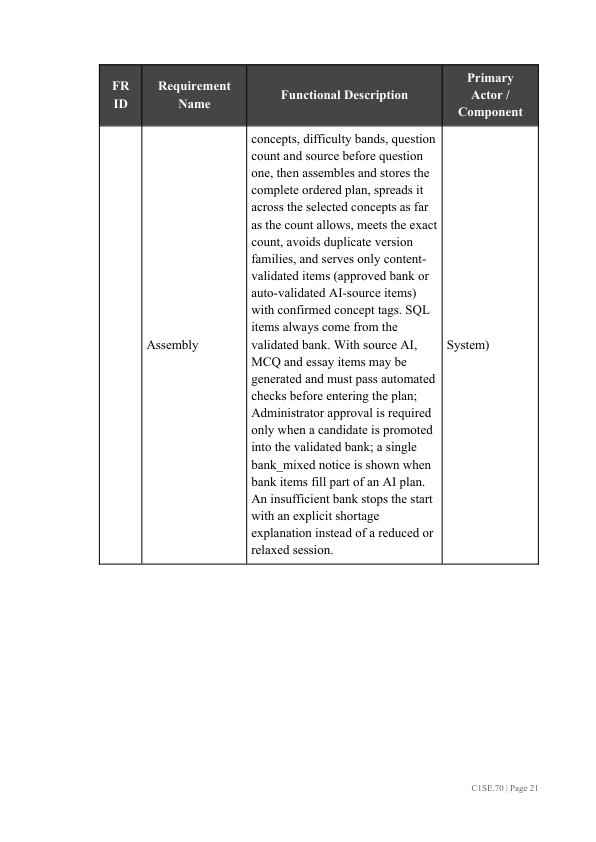 FR
ID
Requirement
Name
Functional Description
Primary
Actor /
Component
Assembly
concepts, difficulty bands, question
count and source before question
one, then assembles and stores the
complete ordered plan, spreads it
across the selected concepts as far
as the count allows, meets the exact
count, avoids duplicate version
families, and serves only content-
validated items (approved bank or
auto-validated AI-source items)
with confirmed concept tags. SQL
items always come from the
validated bank. With source AI,
MCQ and essay items may be
generated and must pass automated
checks before entering the plan;
Administrator approval is required
only when a candidate is promoted
into the validated bank; a single
bank_mixed notice is shown when
bank items fill part of an AI plan.
An insufficient bank stops the start
with an explicit shortage
explanation instead of a reduced or
relaxed session.
System)
C1SE.70 | Page 21